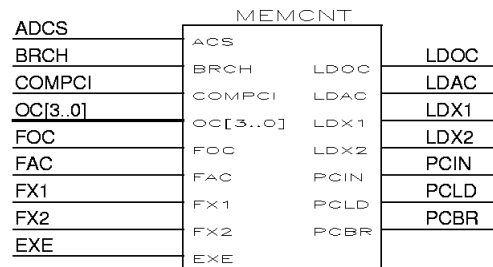 MEMCNT
ADCS
BRCH
COMPCI
OC[3..0]
FOC
FAC
FX1
FX2
EXE
ACS
BRCH LDOC
COMPCI LDAC
OC[3..0] LDX1
FOC LDX2
FAC PCIN
FX1 PCLD
FX2 PCBR
EXE
LDOC
LDAC
LDX1
LDX2
PCIN
PCLD
PCBR